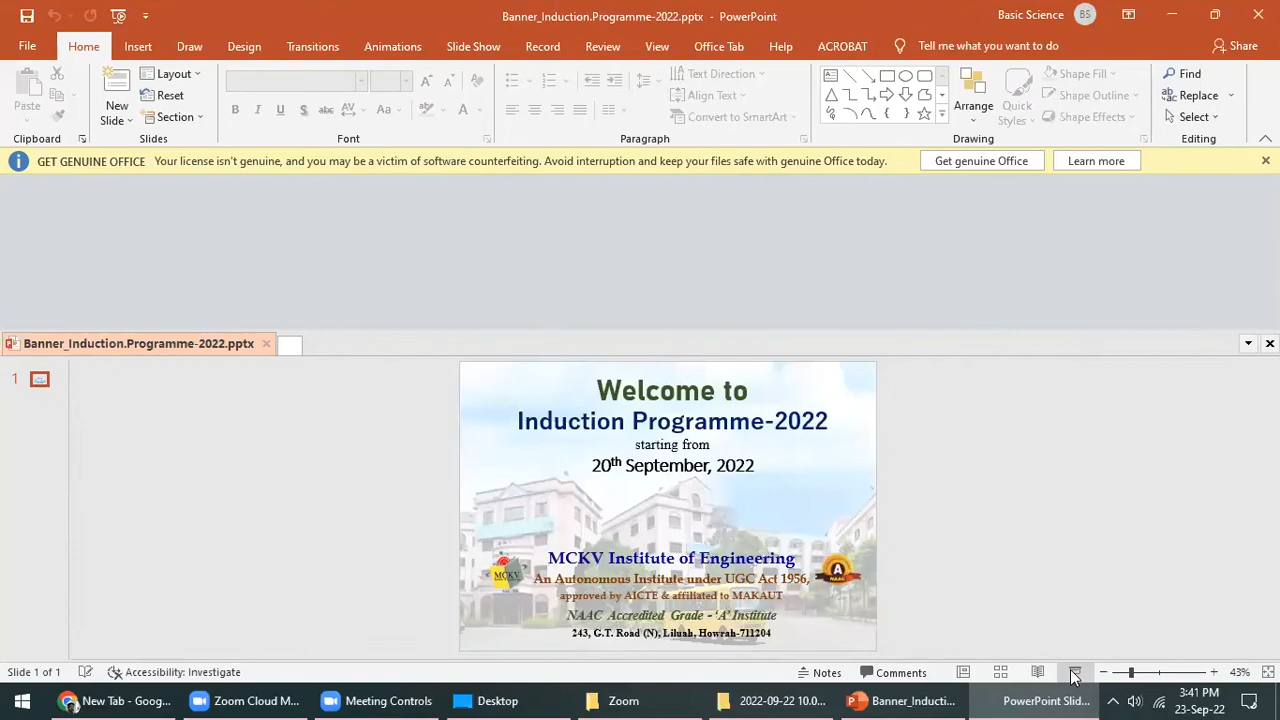 Banner_Induction.Programme-2022.pptx - PowerPoint
Basic Science BS
File Home Insert Draw Design Transitions Animations Slide Show Record Review View Office Tab Help ACROBAT Tell me what you want to do Share
Paste
New
Slide
Layout
Reset
Section
B I U S abc AV Aa ab A
A A A
Text Direction
Align Text
Convert to SmartArt
Arrange
Quick
Styles
Shape Fill
Shape Outline
Shape Effects
Find
Replace
Select
Clipboard Slides Font Paragraph Drawing Editing
GET GENUINE OFFICE Your license isn't genuine, and you may be a victim of software counterfeiting. Avoid interruption and keep your files safe with genuine Office today. Get genuine Office Learn more
Banner_Induction.Programme-2022.pptx
1
Welcome to
Induction Programme-2022
starting from
20th September, 2022
MCKV Institute of Engineering
MCKV
A
NAAC
An Autonomous Institute under UGC Act 1956,
approved by AICTE & affiliated to MAKAUT
NAAC Accredited Grade -'A' Institute
243, G.T. Road (N), Liluah, Howrah-711204
Slide 1 of 1 Accessibility: Investigate Notes Comments 43%
New Tab - Goog... Zoom Cloud M... Meeting Controls Desktop Zoom 2022-09-22 10.0... Banner_Inducti... PowerPoint Slid...
3:41 PM
23-Sep-22